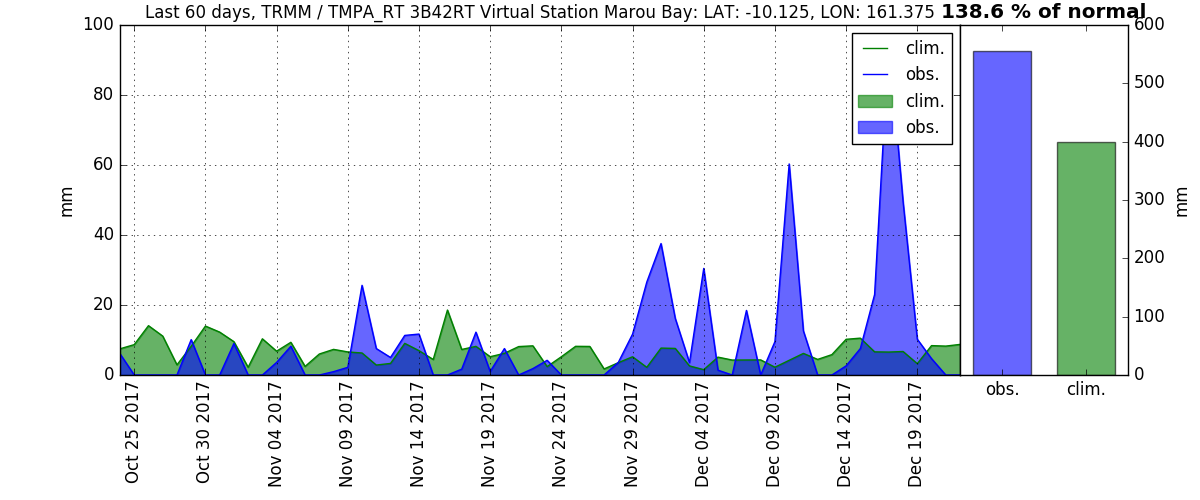 Last 60 days, TRMM / TMPA_RT 3B42RT Virtual Station Marou Bay: LAT: -10.125, LON: 161.375 138.6 % of normal
100
80
60
40
20
0
mm
clim.
obs.
clim.
obs.
600
500
400
300
200
100
0
mm
obs.
clim.
Oct 25 2017
Oct 30 2017
Nov 04 2017
Nov 09 2017
Nov 14 2017
Nov 19 2017
Nov 24 2017
Nov 29 2017
Dec 04 2017
Dec 09 2017
Dec 14 2017
Dec 19 2017